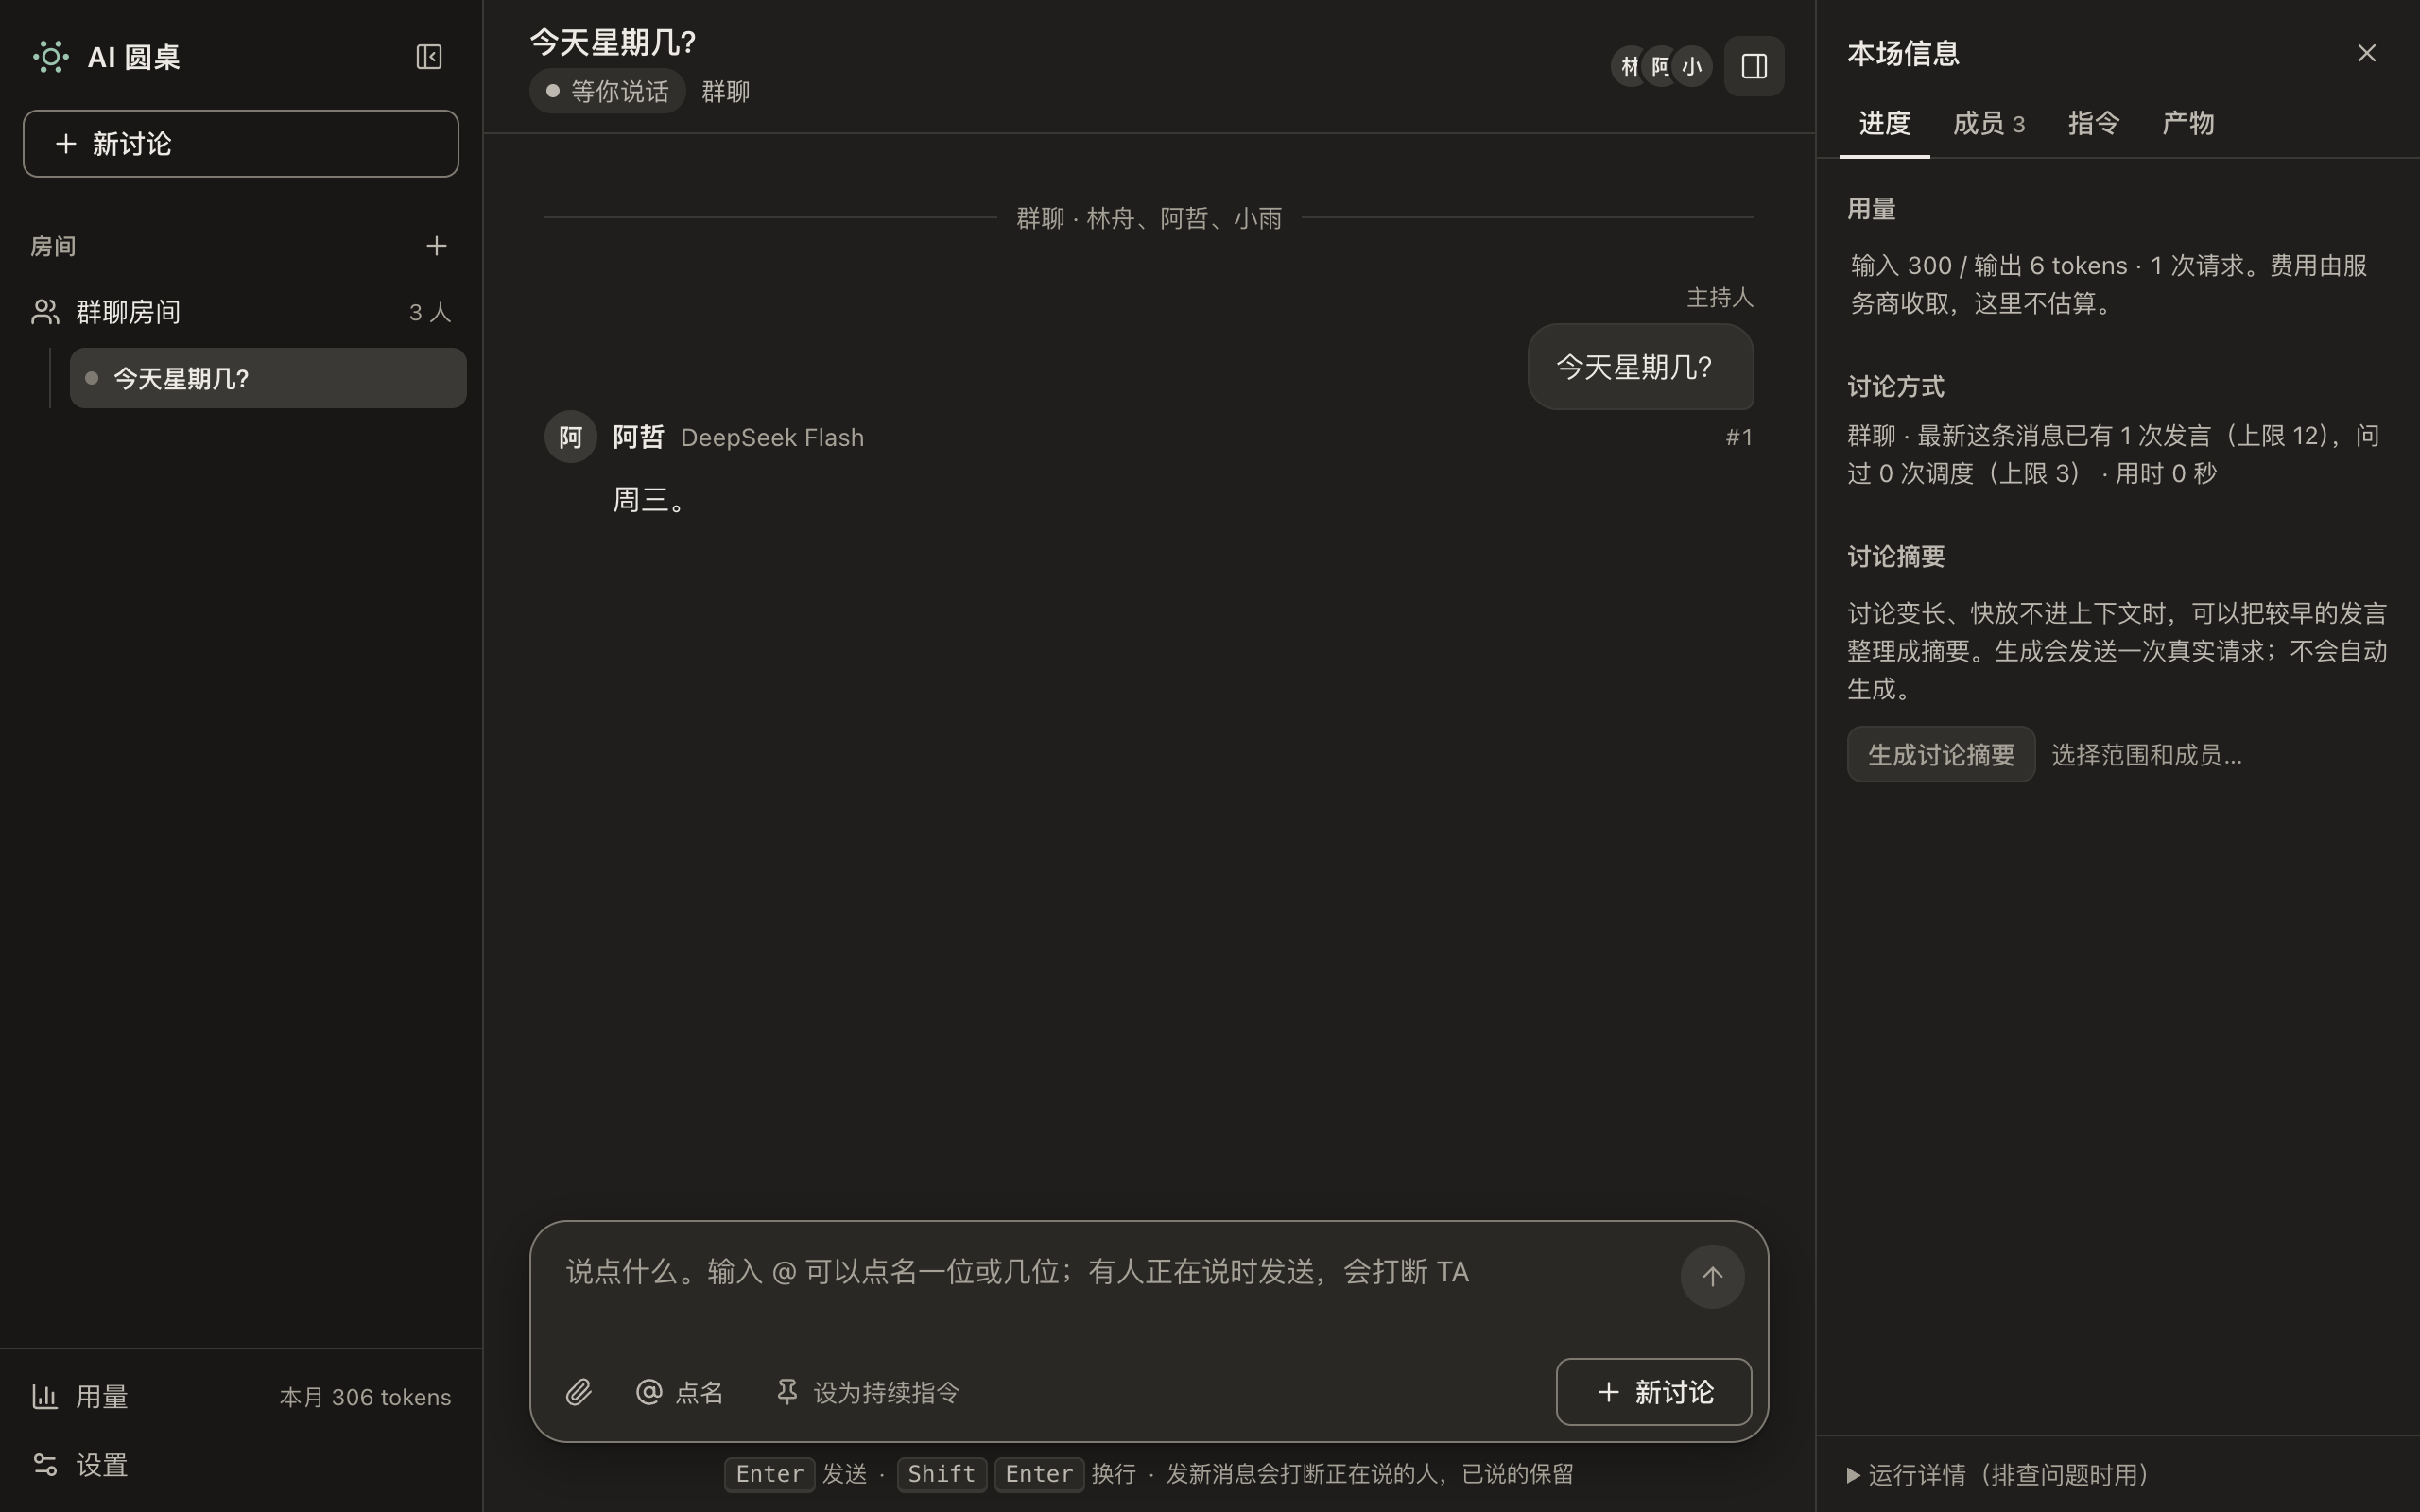 AI 圆桌
新讨论
房间
群聊房间 3 人
今天星期几?
用量 本月 306 tokens
设置
今天星期几?
等你说话 群聊
林 阿 小
群聊 · 林舟、阿哲、小雨
主持人
今天星期几?
阿 阿哲 DeepSeek Flash #1
周三。
说点什么。输入 @ 可以点名一位或几位；有人正在说时发送，会打断 TA
点名 设为持续指令 新讨论
Enter 发送 · Shift Enter 换行 · 发新消息会打断正在说的人，已说的保留
本场信息
进度 成员 3 指令 产物
用量
输入 300 / 输出 6 tokens · 1 次请求。费用由服
务商收取，这里不估算。
讨论方式
群聊 · 最新这条消息已有 1 次发言（上限 12），问
过 0 次调度（上限 3） · 用时 0 秒
讨论摘要
讨论变长、快放不进上下文时，可以把较早的发言
整理成摘要。生成会发送一次真实请求；不会自动
生成。
生成讨论摘要 选择范围和成员...
运行详情（排查问题时用）